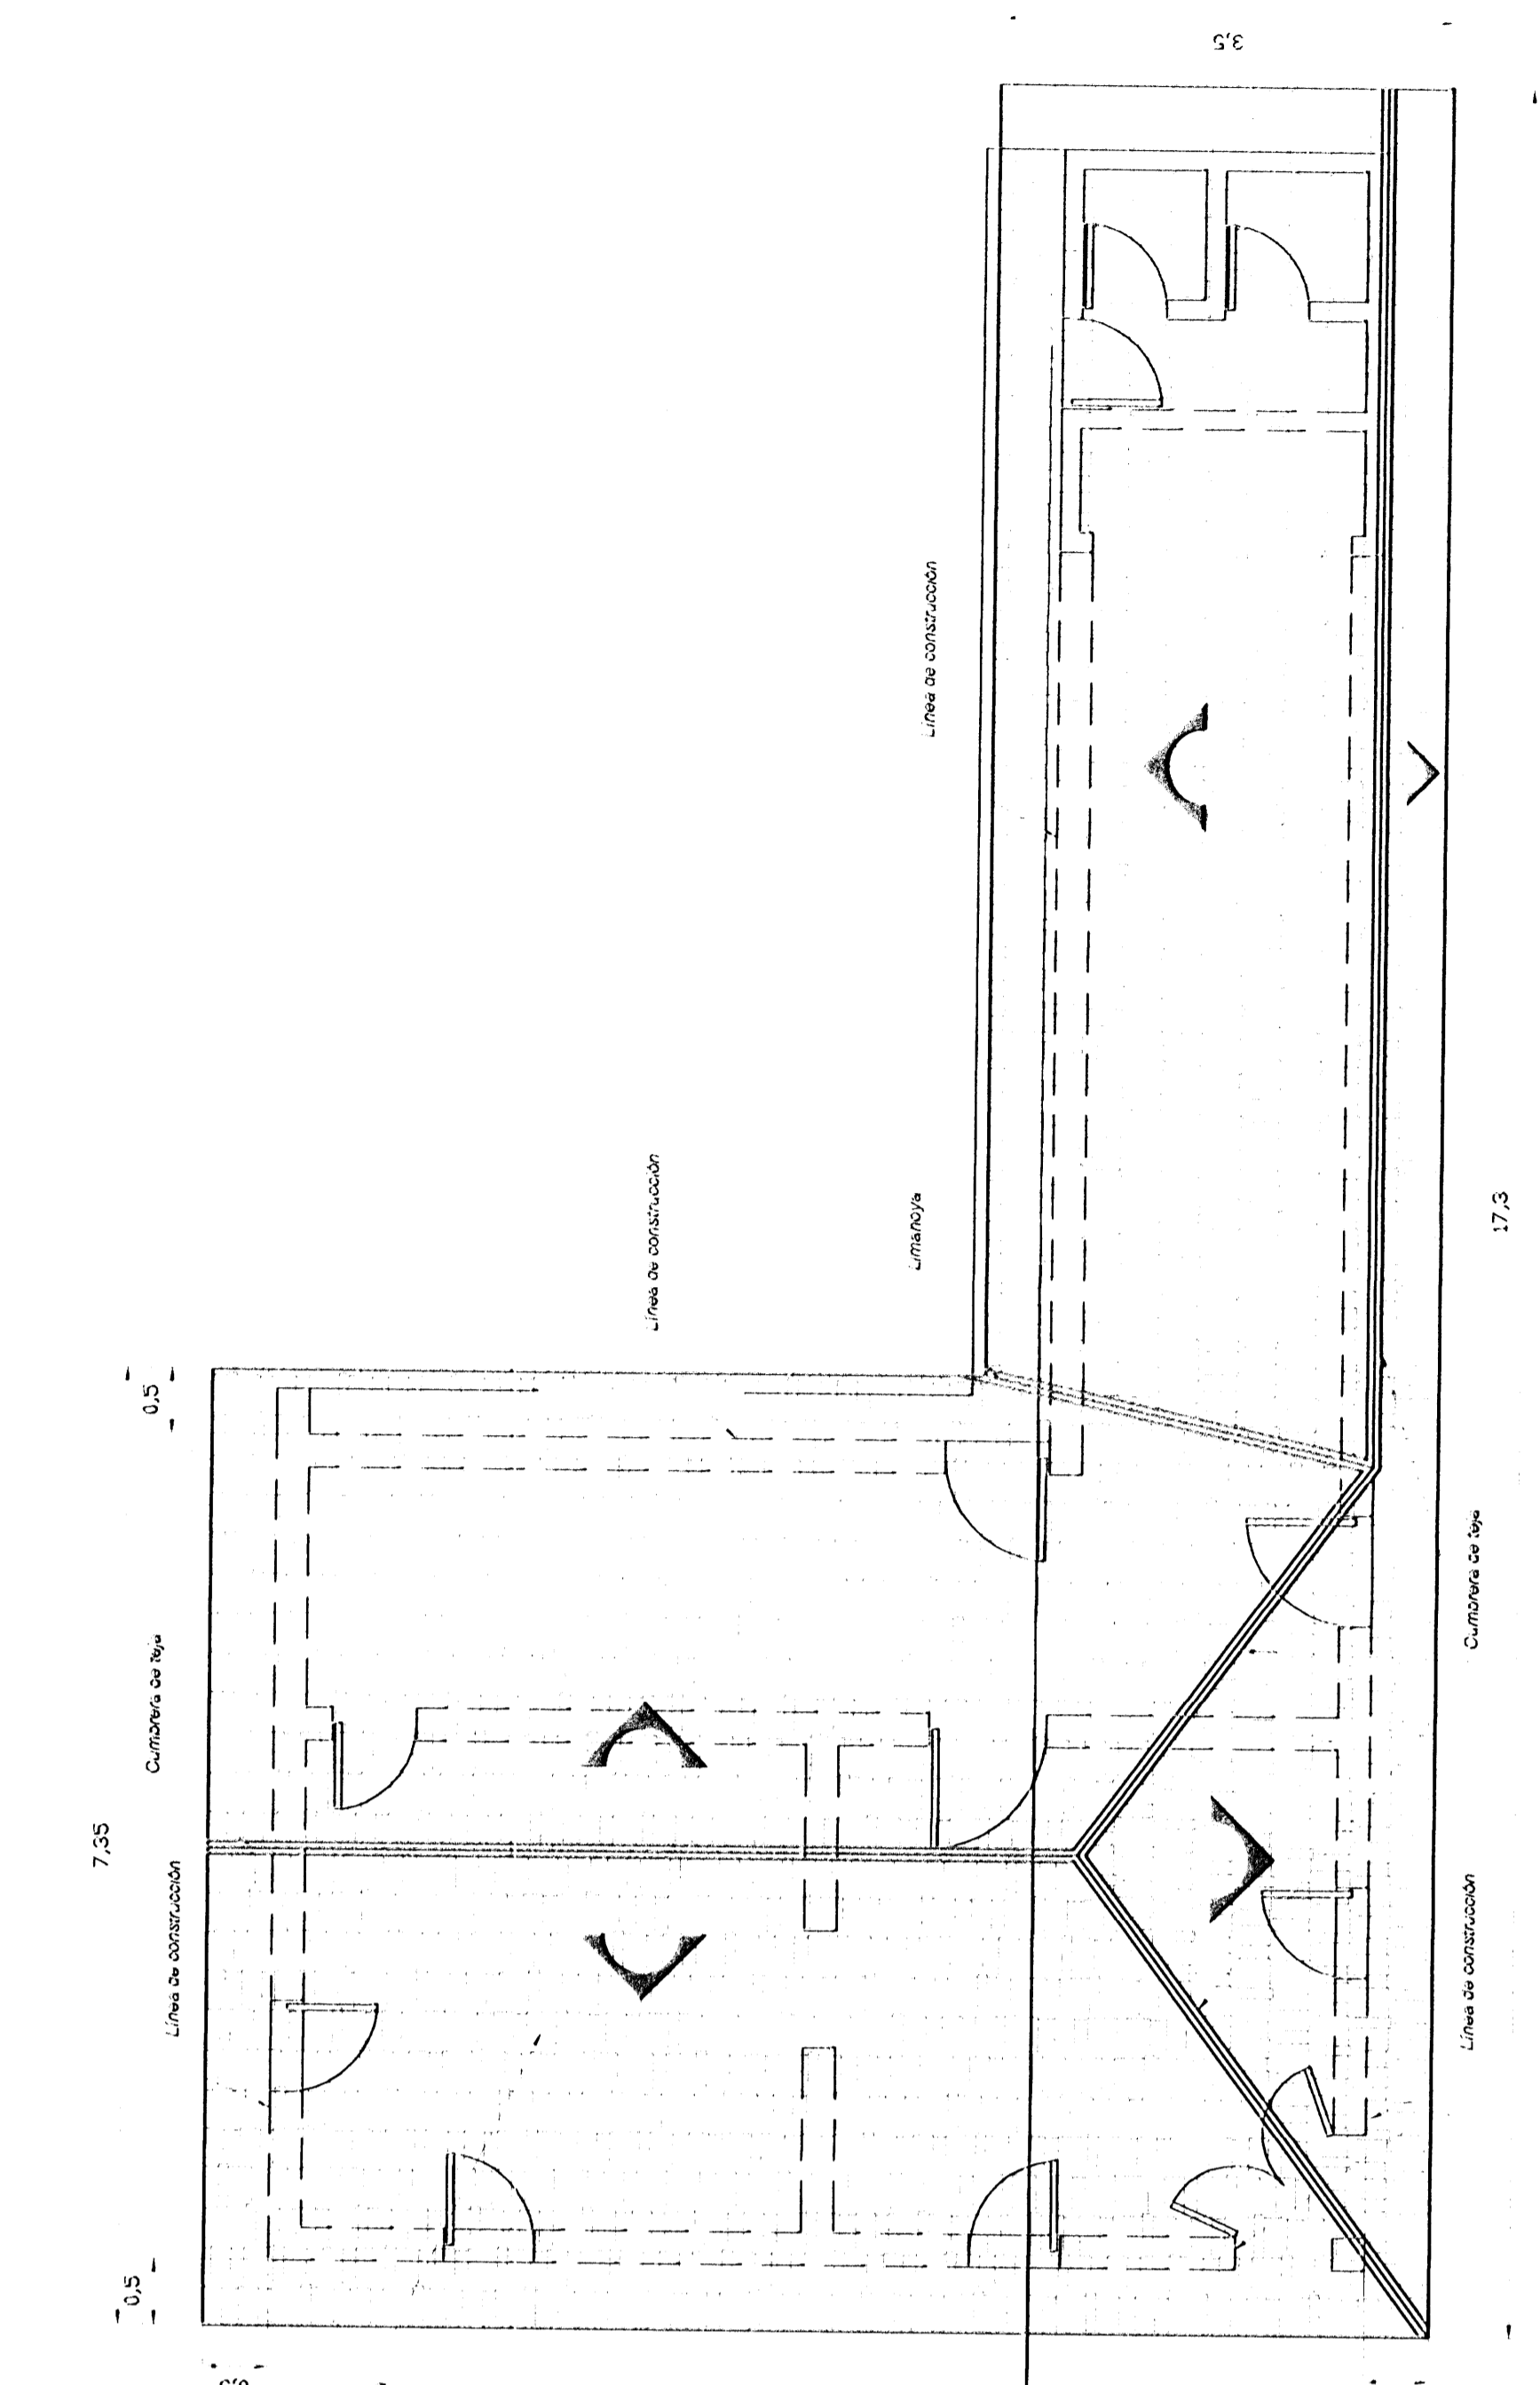 3,5
Línea de construcción
Línea de construcción
Limahoya
17,3
0,5
Cumbrera de teja
Cumbrera de teja
7,35
Línea de construcción
Línea de construcción
0,5